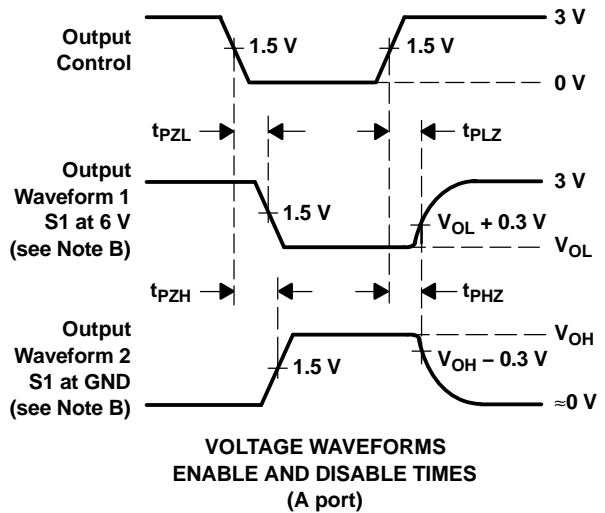 3 V
Output
Control
1.5 V
1.5 V
0 V
tPZL
tPLZ
Output
Waveform 1
S1 at 6 V
(see Note B)
3 V
1.5 V
VOL + 0.3 V
VOL
tPZH
tPHZ
Output
Waveform 2
S1 at GND
(see Note B)
VOH
1.5 V
VOH − 0.3 V
≈0 V
VOLTAGE WAVEFORMS
ENABLE AND DISABLE TIMES
(A port)